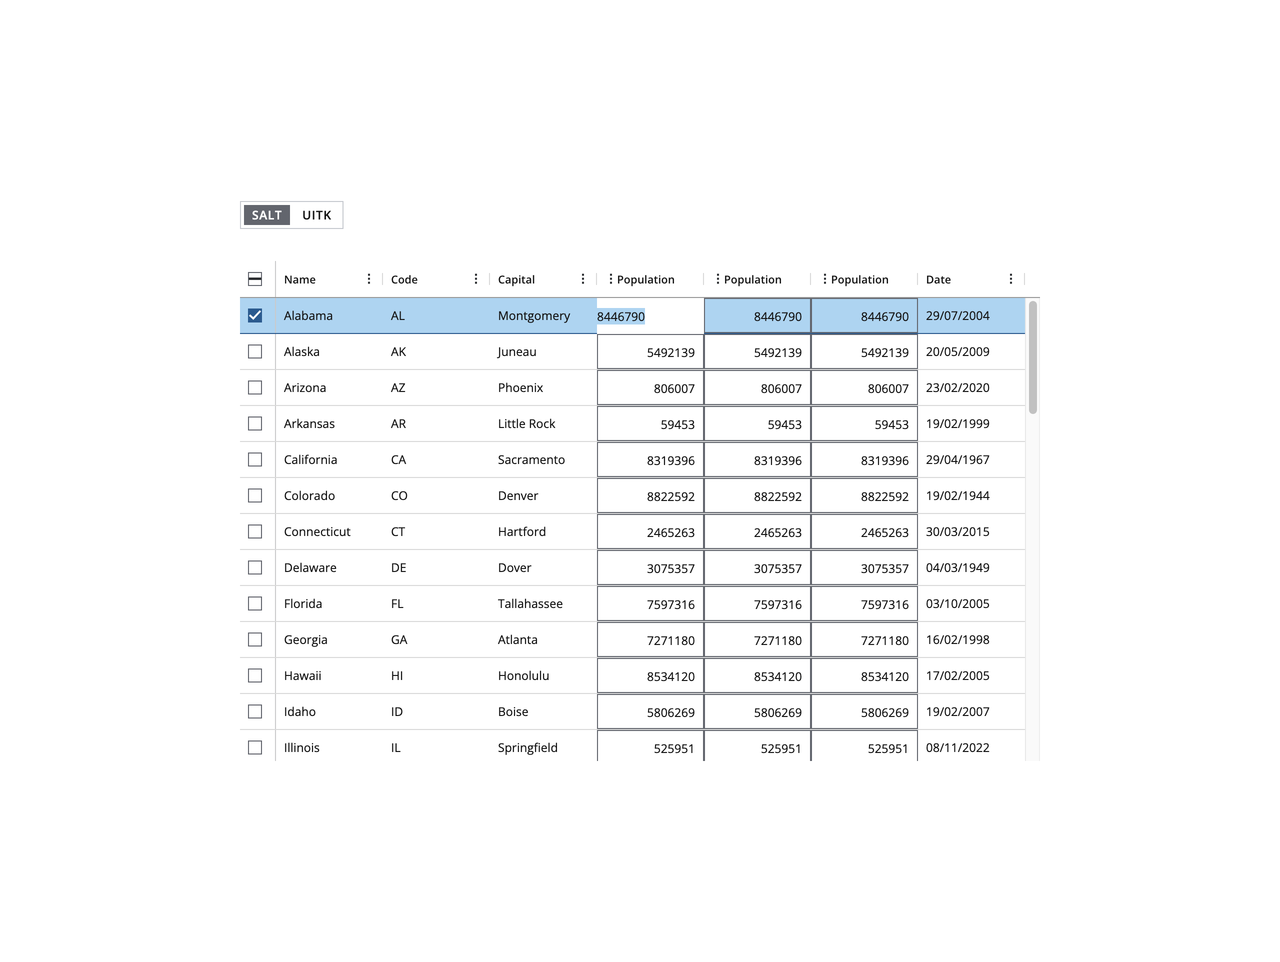 SALT UITK
Name Code Capital Population Population Population Date
Alabama AL Montgomery 8446790 8446790 8446790 29/07/2004
Alaska AK Juneau 5492139 5492139 5492139 20/05/2009
Arizona AZ Phoenix 806007 806007 806007 23/02/2020
Arkansas AR Little Rock 59453 59453 59453 19/02/1999
California CA Sacramento 8319396 8319396 8319396 29/04/1967
Colorado CO Denver 8822592 8822592 8822592 19/02/1944
Connecticut CT Hartford 2465263 2465263 2465263 30/03/2015
Delaware DE Dover 3075357 3075357 3075357 04/03/1949
Florida FL Tallahassee 7597316 7597316 7597316 03/10/2005
Georgia GA Atlanta 7271180 7271180 7271180 16/02/1998
Hawaii HI Honolulu 8534120 8534120 8534120 17/02/2005
Idaho ID Boise 5806269 5806269 5806269 19/02/2007
Illinois IL Springfield 525951 525951 525951 08/11/2022